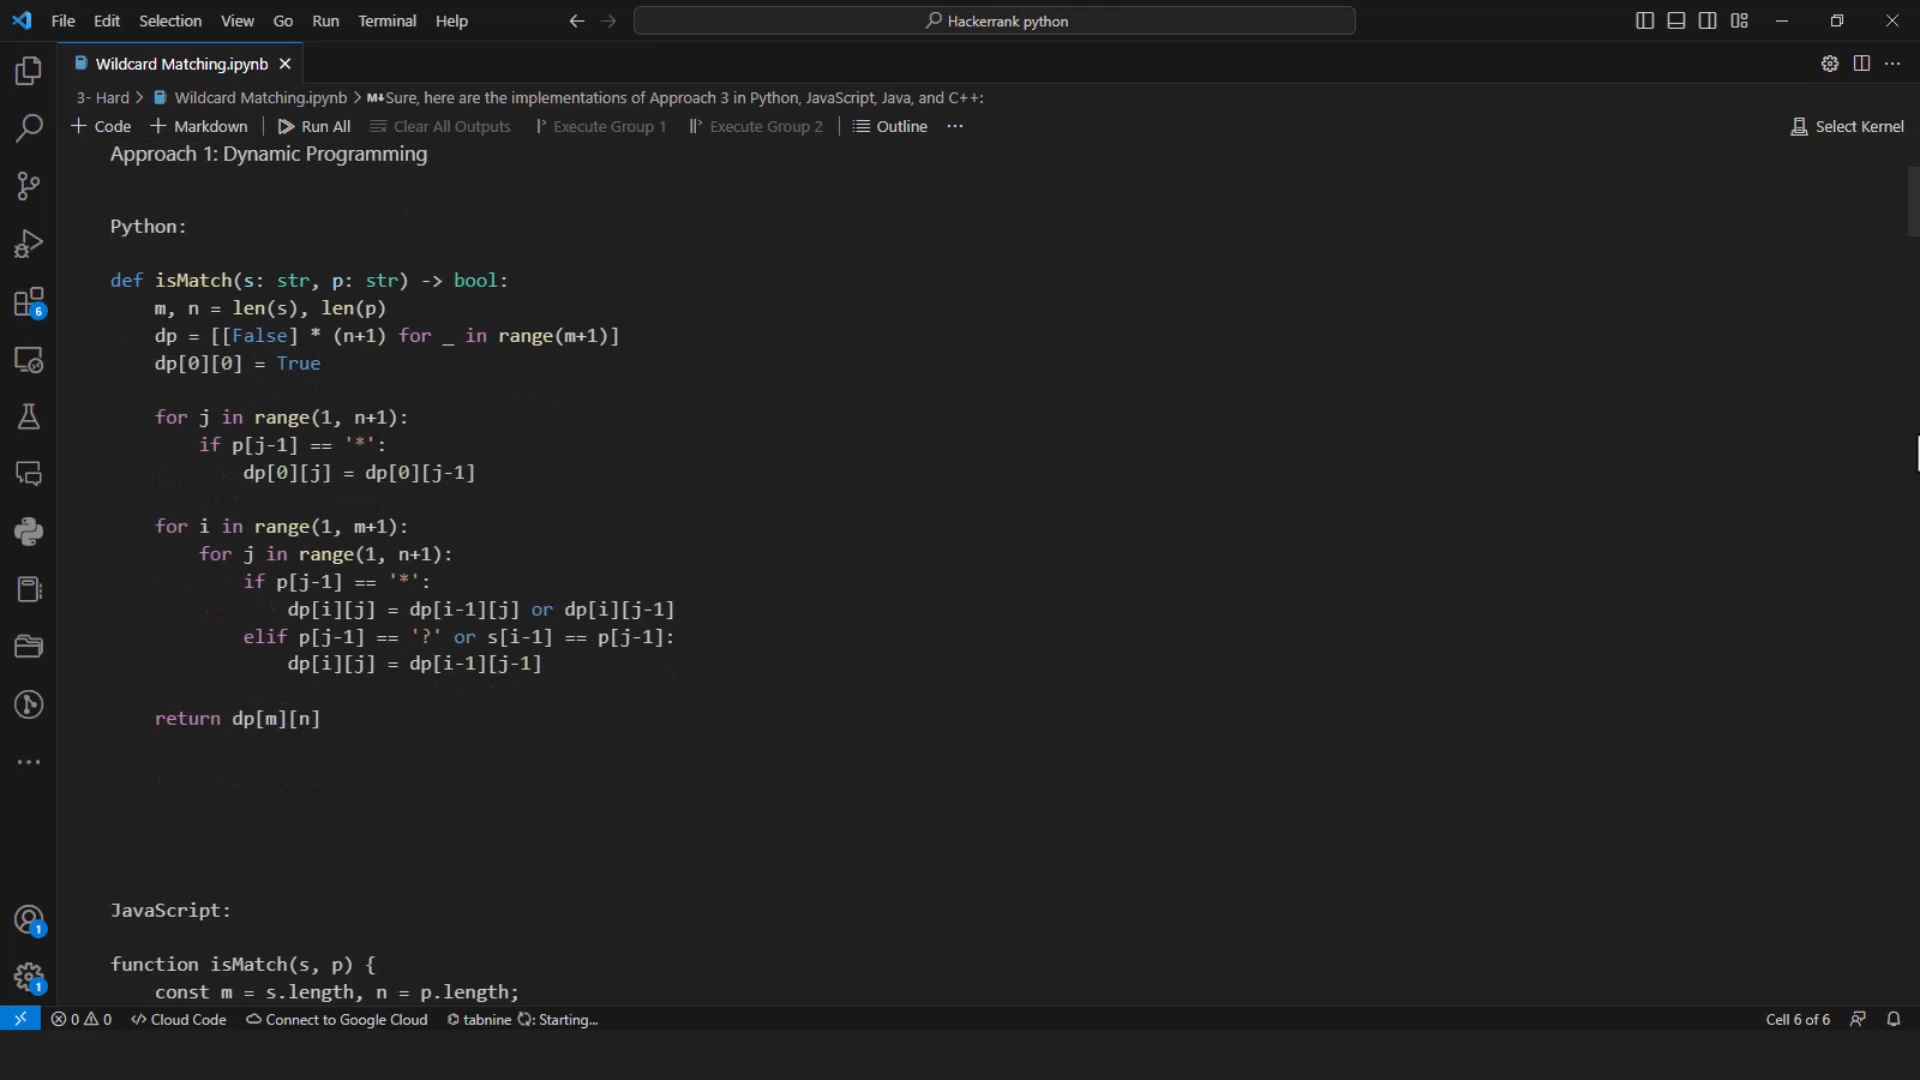 File Edit Selection View Go Run Terminal Help Hackerrank python
Wildcard Matching.ipynb
3- Hard > Wildcard Matching.ipynb > M↓Sure, here are the implementations of Approach 3 in Python, JavaScript, Java, and C++:
+ Code + Markdown Run All Clear All Outputs Execute Group 1 Execute Group 2 Outline ... Select Kernel
Approach 1: Dynamic Programming
Python:
def isMatch(s: str, p: str) -> bool:
    m, n = len(s), len(p)
    dp = [[False] * (n+1) for _ in range(m+1)]
    dp[0][0] = True
    for j in range(1, n+1):
        if p[j-1] == '*':
            dp[0][j] = dp[0][j-1]
    for i in range(1, m+1):
        for j in range(1, n+1):
            if p[j-1] == '*':
                dp[i][j] = dp[i-1][j] or dp[i][j-1]
            elif p[j-1] == '?' or s[i-1] == p[j-1]:
                dp[i][j] = dp[i-1][j-1]
    return dp[m][n]
JavaScript:
function isMatch(s, p) {
    const m = s.length, n = p.length;
6
1
1
0 0 Cloud Code Connect to Google Cloud tabnine : Starting... Cell 6 of 6